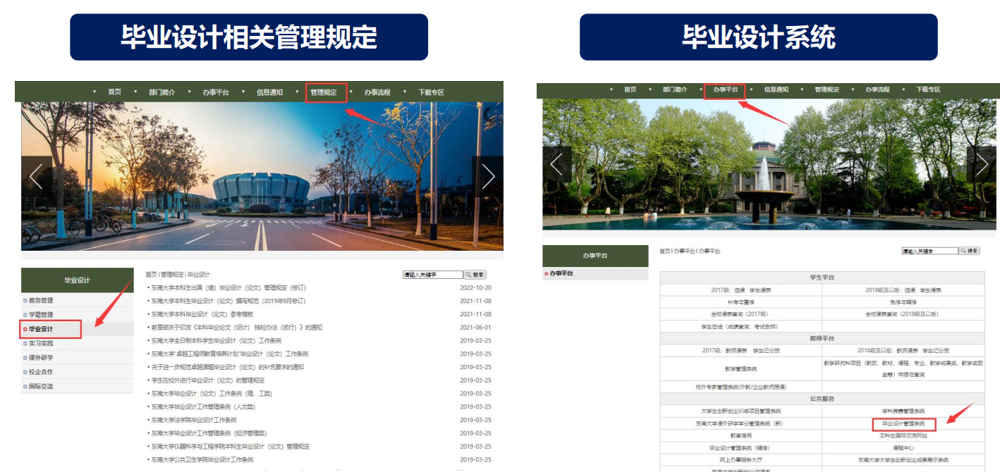 毕业设计相关管理规定
首页 部门简介 办事平台 信息通知 管理规定 办事流程 下载专区
毕业设计
教务管理
学籍管理
毕业设计
实习实践
课外研学
校企合作
国际交流
首页 | 管理规定 | 毕业设计 请输入关键字 搜索
• 东南大学本科生出国（境）毕业设计（论文）管理规定（修订） 2022-10-20
• 东南大学本科生毕业设计（论文）撰写规范（2019年9月修订） 2021-11-08
• 东南大学本科毕业设计（论文）参考模板 2021-11-08
• 教育部关于印发《本科毕业论文（设计） 抽检办法（试行）》的通知 2021-06-01
• 东南大学全日制本科学生毕业设计（论文）工作条例 2019-03-25
• 东南大学“卓越工程师教育培养计划”毕业设计（论文）工作条例 2019-03-25
• 关于进一步规范卓越课题毕业设计（论文）的补充要求的通知 2019-03-25
• 学生在校外进行毕业设计（论文）的管理规定 2019-03-25
• 东南大学毕业设计（论文）工作条例（理、工类） 2019-03-25
• 东南大学毕业设计工作管理条例（人文类） 2019-03-25
• 东南大学法学院毕业设计工作条例 2019-03-25
• 东南大学毕业设计工作管理条例（经济管理类） 2019-03-25
• 东南大学仪器科学与工程学院本科生毕业设计（论文）管理规定 2019-03-25
• 东南大学公共卫生学院毕业设计工作条例 2019-03-25
毕业设计系统
首页 部门简介 办事平台 信息通知 管理规定 办事流程 下载专区
办事平台
办事平台
首页 | 办事平台 | 办事平台 请输入关键字 搜索
学生平台
2017级：选课 学生课表 2018级及以后：选课 学生课表
补考与重修 免修与辅修
全校课表查询（2017级） 全校课表查询（2018级及以后）
学生在线（成绩查询、考试安排）
教师平台
2017级：教师课表 学生记分册 2018级及以后：教师课表 学生记分册
教学管理系统 教学研究科项目（教改、教材、课程、专业、教学成果奖、教学奖励
金等）申报与查询
校外专家管理系统(外教/企业教师授课)
公共服务
大学生创新创业训练项目管理系统 学科竞赛管理系统
东南大学课外研学学分管理系统（新） 毕业设计管理系统
教室借用 本科生国际交流网站
毕业设计管理系统（辅修） 课程中心
网上办事服务大厅 东南大学大学生创新创业成果展示系统